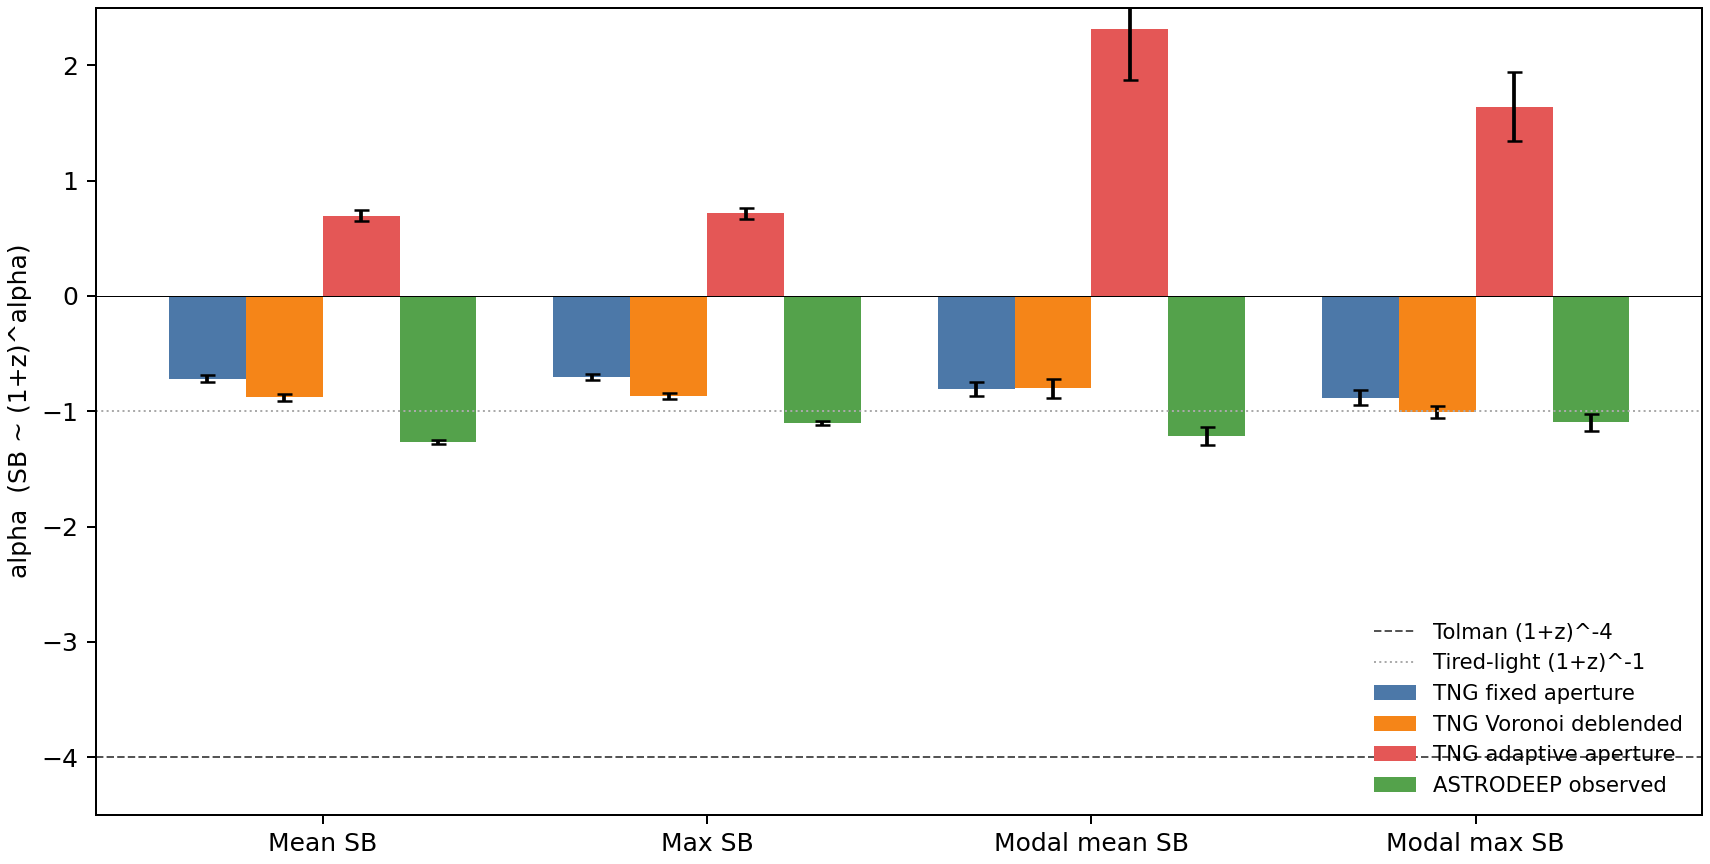 alpha  (SB ~ (1+z)^alpha)
2
1
0
−1
−2
−3
−4
Mean SB
Max SB
Modal mean SB
Modal max SB
Tolman (1+z)^-4
Tired-light (1+z)^-1
TNG fixed aperture
TNG Voronoi deblended
TNG adaptive aperture
ASTRODEEP observed